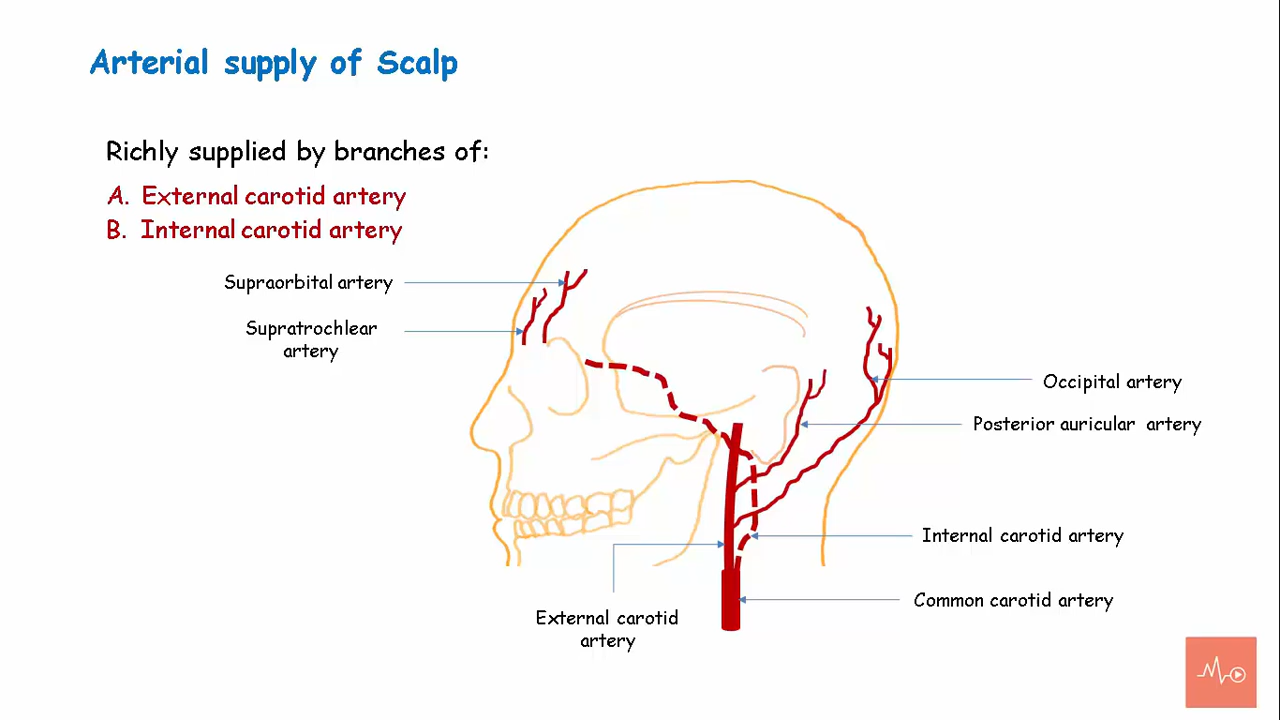 Arterial supply of Scalp
Richly supplied by branches of:
A. External carotid artery
B. Internal carotid artery
Supraorbital artery
Supratrochlear
artery
Occipital artery
Posterior auricular artery
Internal carotid artery
Common carotid artery
External carotid
artery